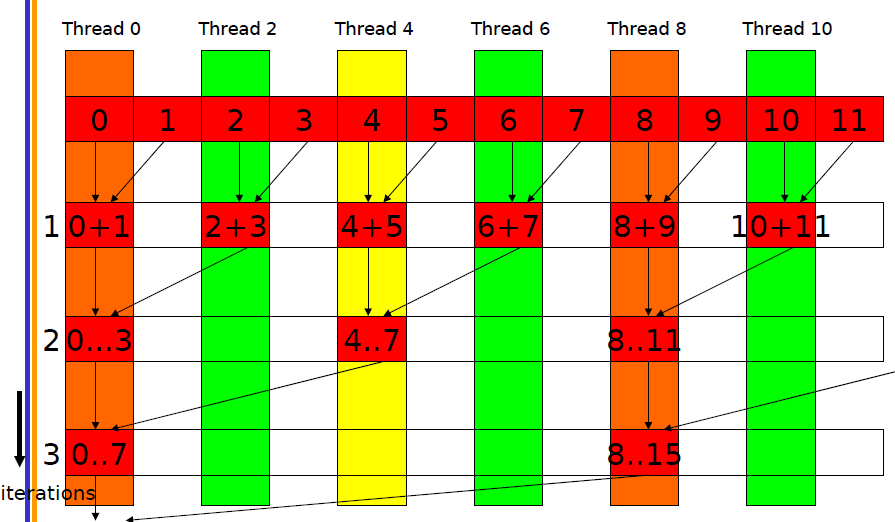 Thread 0 Thread 2 Thread 4 Thread 6 Thread 8 Thread 10
0 1 2 3 4 5 6 7 8 9 10 11
1 0+1 2+3 4+5 6+7 8+9 10+11
2 0...3 4..7 8..11
3 0..7 8..15
iterations